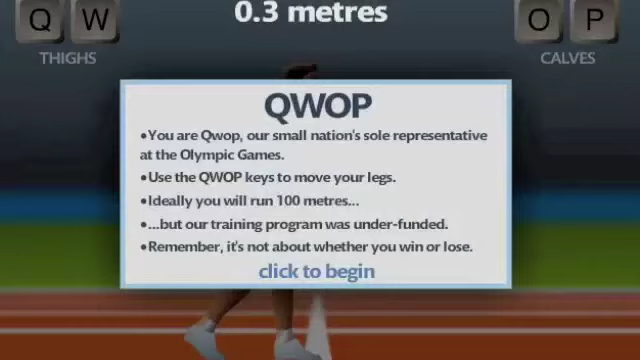 Q W 0.3 metres O P
THIGHS CALVES
QWOP
•You are Qwop, our small nation's sole representative
at the Olympic Games.
•Use the QWOP keys to move your legs.
•Ideally you will run 100 metres...
•...but our training program was under-funded.
•Remember, it's not about whether you win or lose.
click to begin